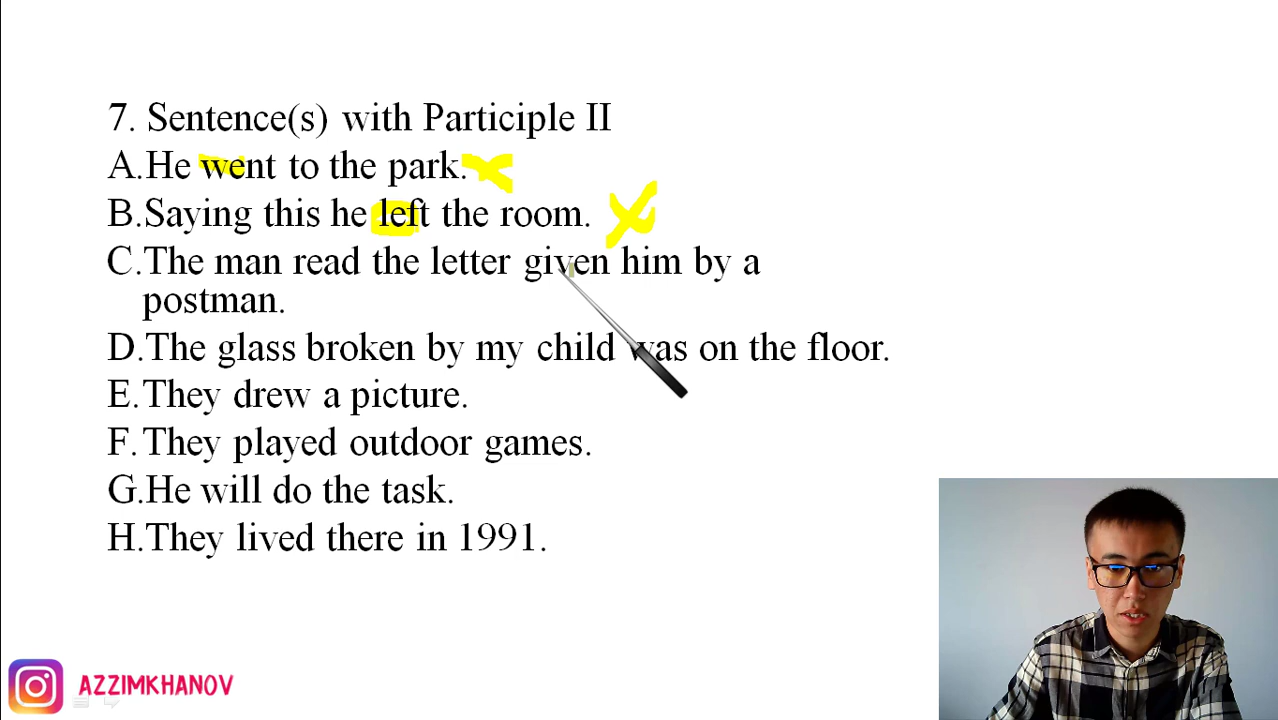 7. Sentence(s) with Participle II
A.He went to the park.
B.Saying this he left the room.
C.The man read the letter given him by a
postman.
D.The glass broken by my child was on the floor.
E.They drew a picture.
F.They played outdoor games.
G.He will do the task.
H.They lived there in 1991.
AZZIMKHANOV